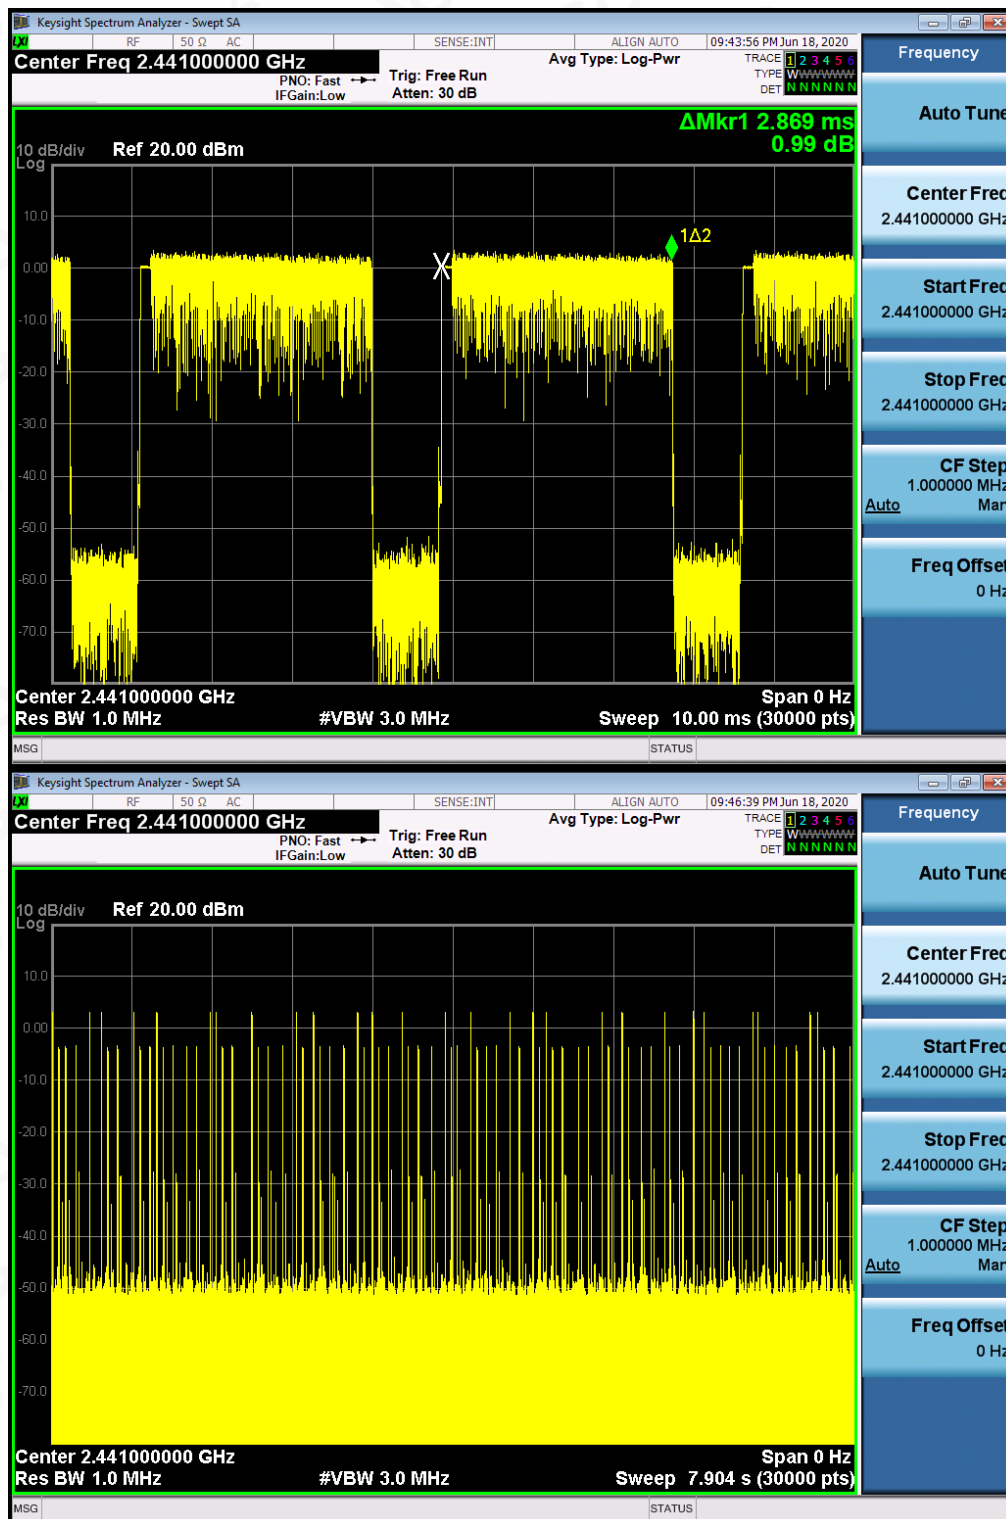 Keysight Spectrum Analyzer - Swept SA
LXI RF 50 Ω AC SENSE:INT ALIGN AUTO 09:43:56 PM Jun 18, 2020
Center Freq 2.441000000 GHz
PNO: Fast
IFGain:Low
Trig: Free Run
Atten: 30 dB
Avg Type: Log-Pwr
TRACE 1 2 3 4 5 6
TYPE WWWWWWW
DET N N N N N N
ΔMkr1 2.869 ms
0.99 dB
10 dB/div Ref 20.00 dBm
Log
10.0
1Δ2
0.00
-10.0
-20.0
-30.0
-40.0
-50.0
-60.0
-70.0
X
Center 2.441000000 GHz Span 0 Hz
Res BW 1.0 MHz #VBW 3.0 MHz Sweep 10.00 ms (30000 pts)
MSG STATUS
Frequency
Auto Tune
Center Freq
2.441000000 GHz
Start Freq
2.441000000 GHz
Stop Freq
2.441000000 GHz
CF Step
1.000000 MHz
Auto Man
Freq Offset
0 Hz
Keysight Spectrum Analyzer - Swept SA
LXI RF 50 Ω AC SENSE:INT ALIGN AUTO 09:46:39 PM Jun 18, 2020
Center Freq 2.441000000 GHz
PNO: Fast
IFGain:Low
Trig: Free Run
Atten: 30 dB
Avg Type: Log-Pwr
TRACE 1 2 3 4 5 6
TYPE WWWWWWW
DET N N N N N N
10 dB/div Ref 20.00 dBm
Log
10.0
0.00
-10.0
-20.0
-30.0
-40.0
-50.0
-60.0
-70.0
Center 2.441000000 GHz Span 0 Hz
Res BW 1.0 MHz #VBW 3.0 MHz Sweep 7.904 s (30000 pts)
MSG STATUS
Frequency
Auto Tune
Center Freq
2.441000000 GHz
Start Freq
2.441000000 GHz
Stop Freq
2.441000000 GHz
CF Step
1.000000 MHz
Auto Man
Freq Offset
0 Hz